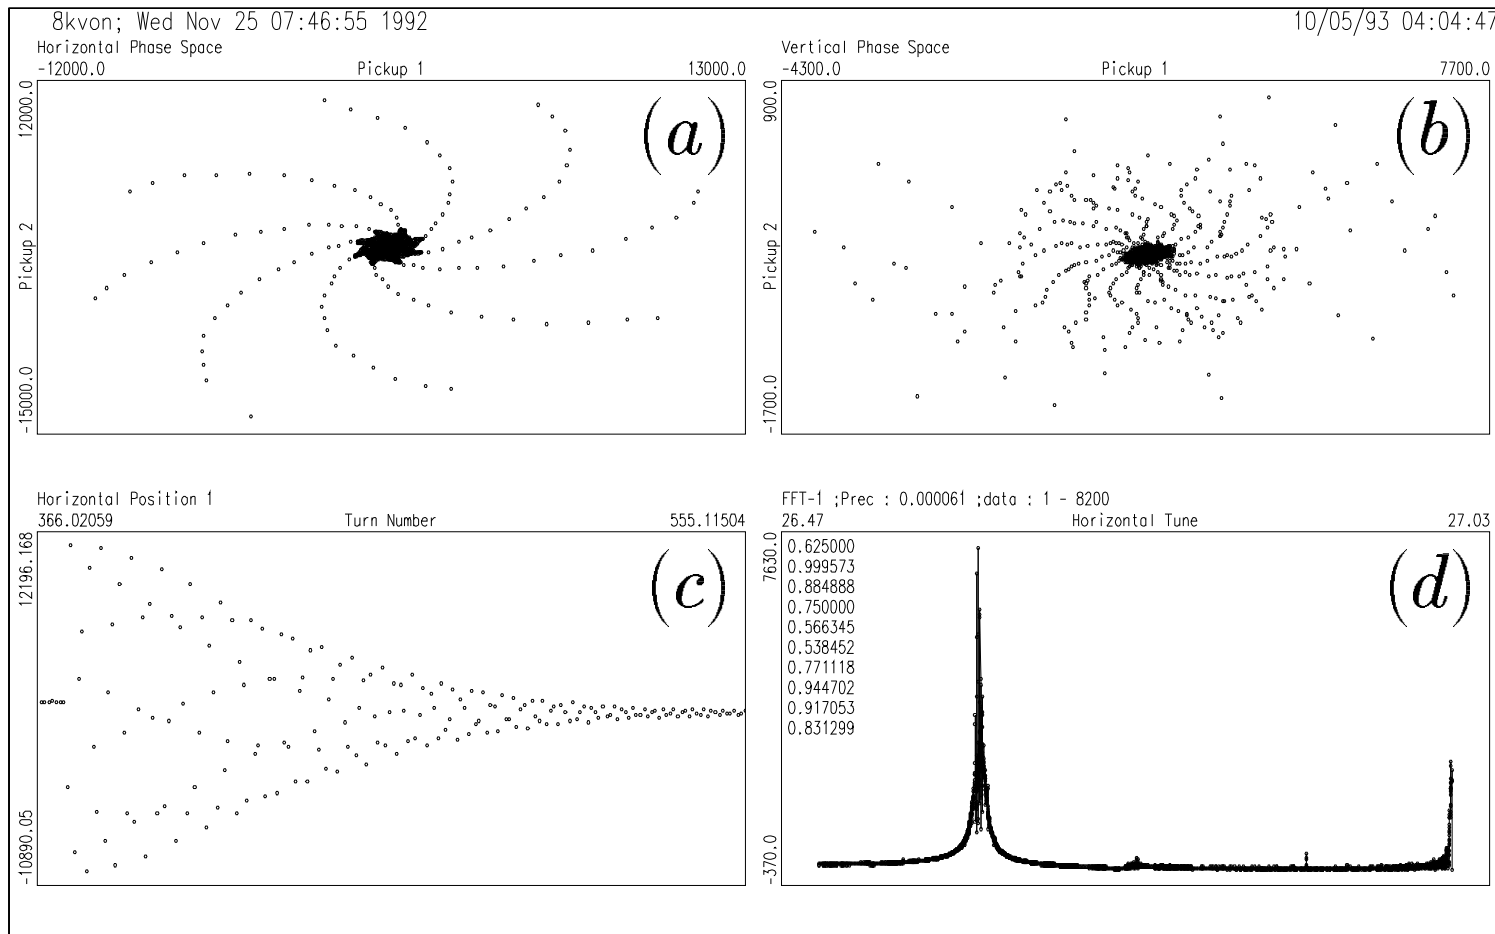 8kvon; Wed Nov 25 07:46:55 1992 10/05/93 04:04:47
Horizontal Phase Space
-12000.0 Pickup 1 13000.0
12000.0
Pickup 2
-15000.0
(a)
Vertical Phase Space
-4300.0 Pickup 1 7700.0
900.0
Pickup 2
-1700.0
(b)
Horizontal Position 1
366.02059 Turn Number 555.11504
12196.168
-10890.05
(c)
FFT-1 ;Prec : 0.000061 ;data : 1 - 8200
26.47 Horizontal Tune 27.03
7630.0
-370.0
0.625000
0.999573
0.884888
0.750000
0.566345
0.538452
0.771118
0.944702
0.917053
0.831299
(d)